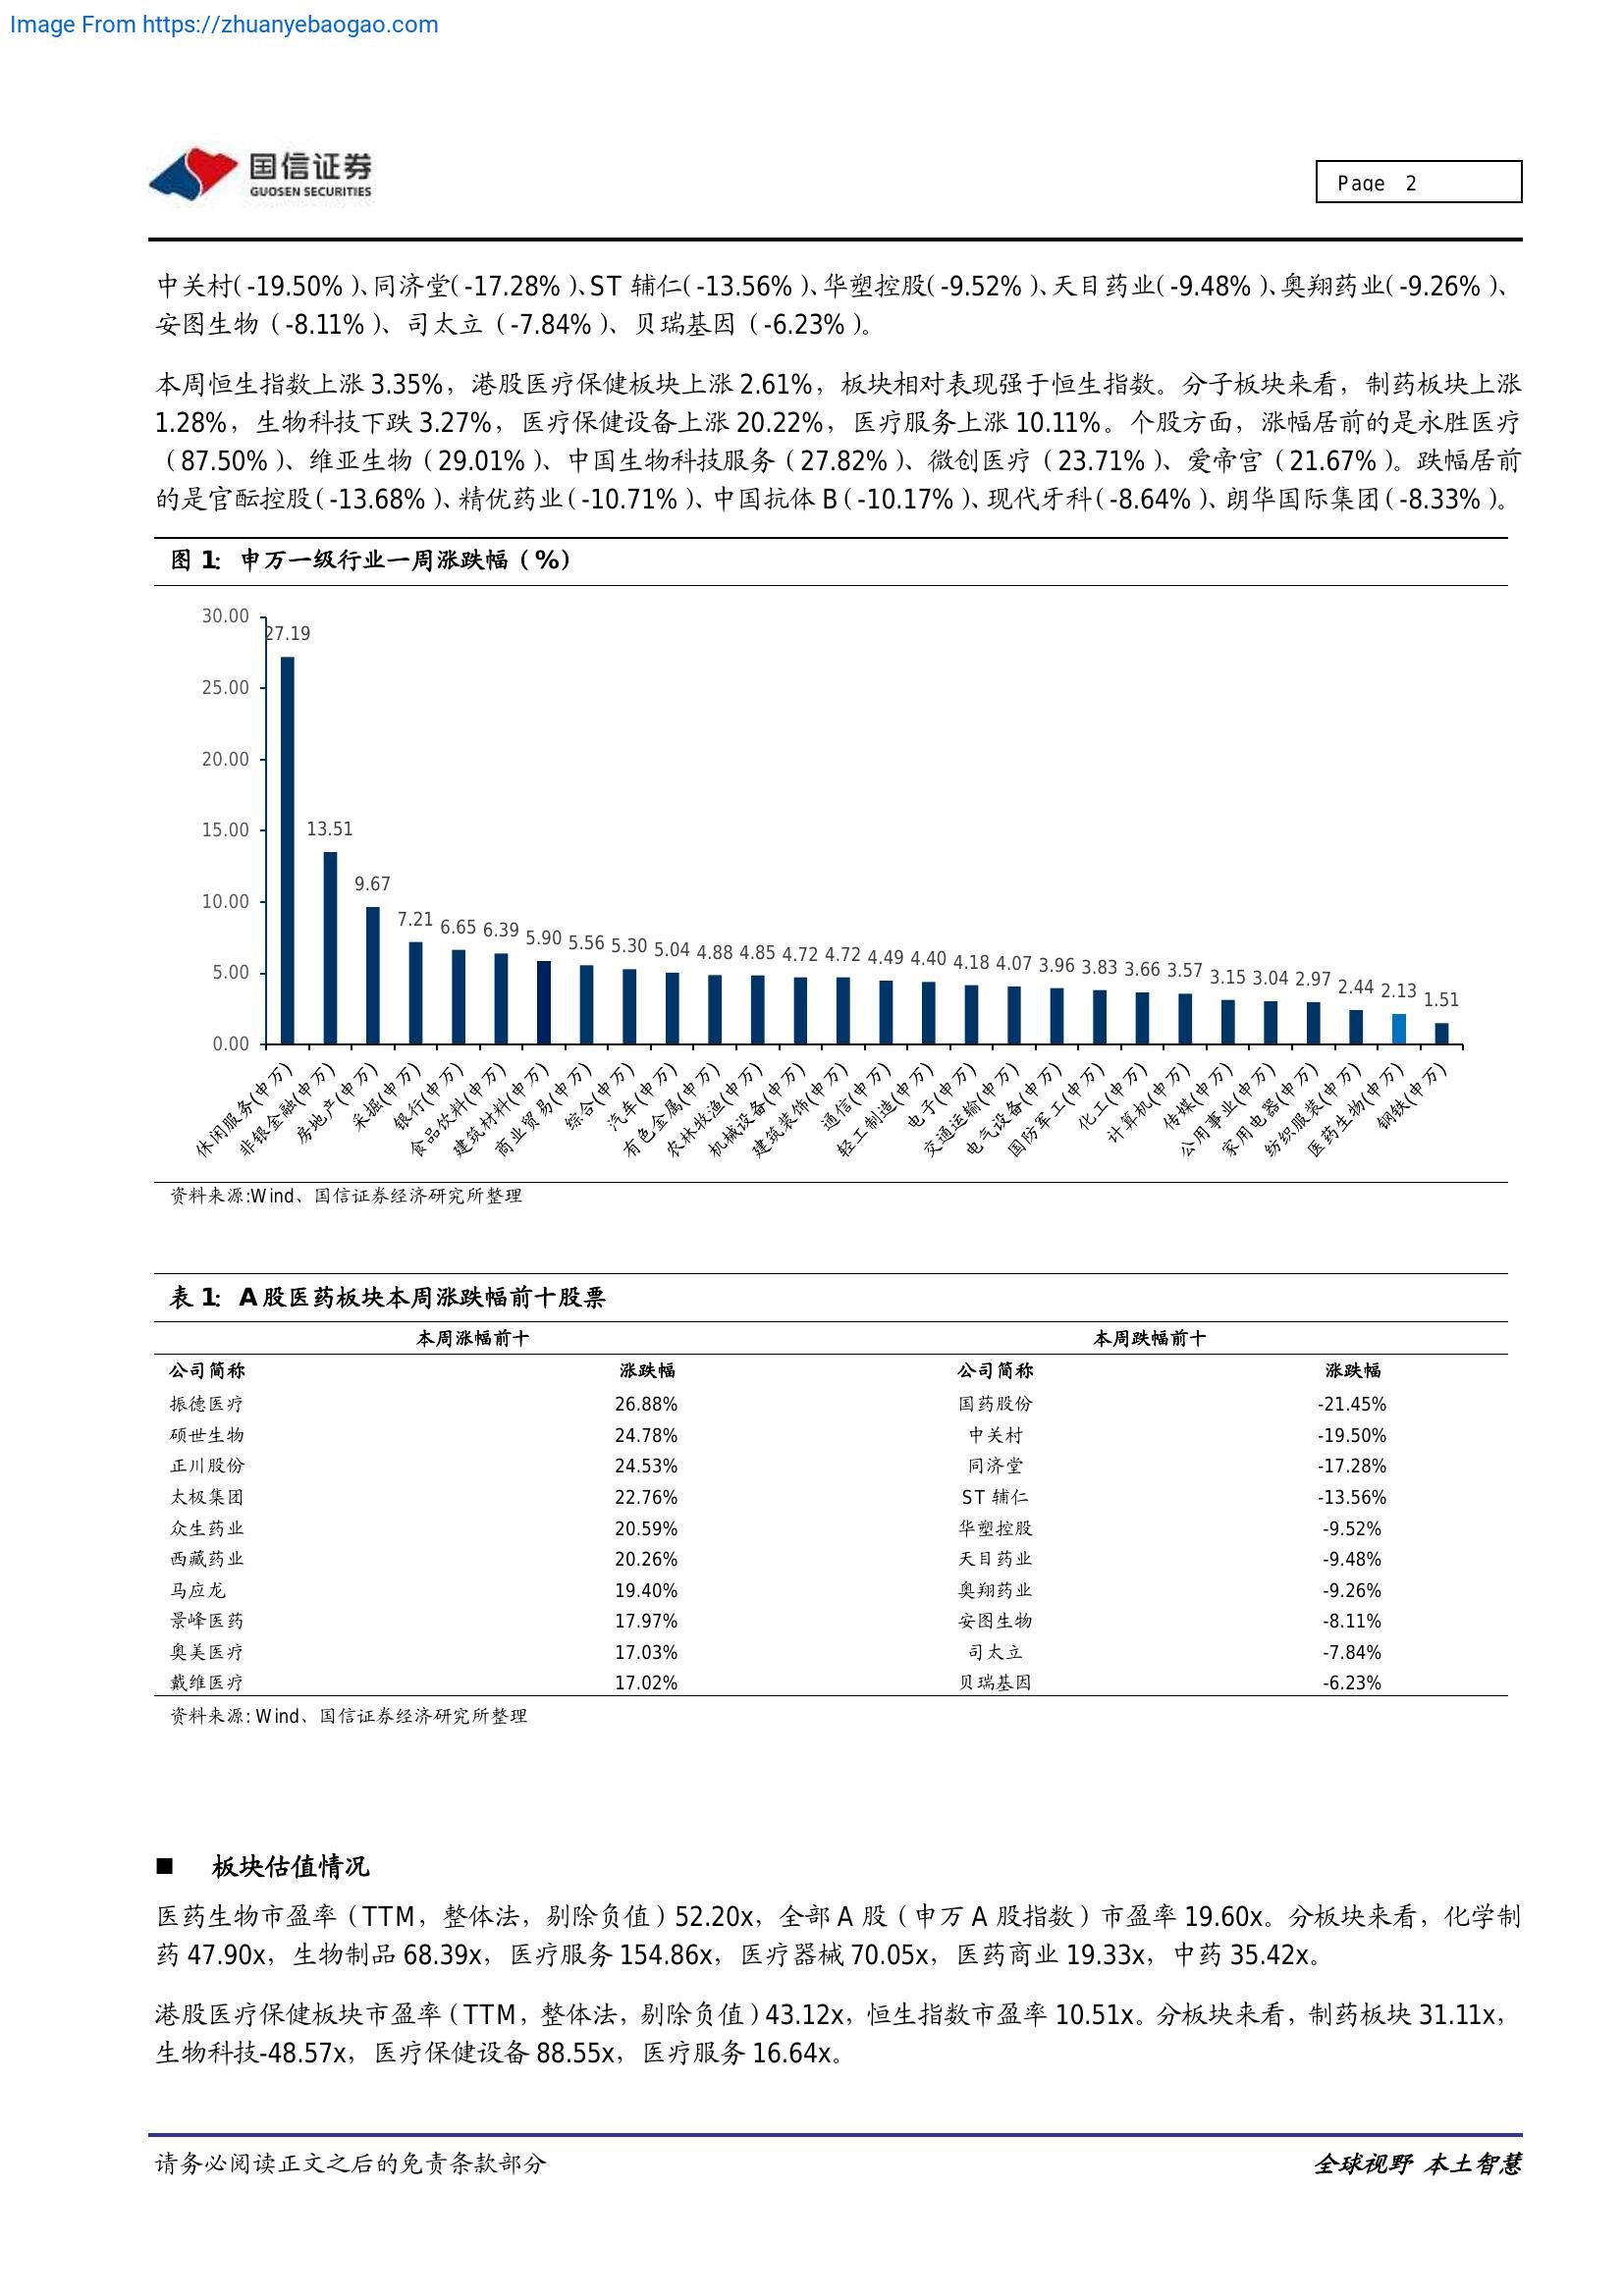 Image From https://zhuanyebaogao.com
国信证券
GUOSEN SECURITIES
Page 2
中关村（-19.50%）、同济堂（-17.28%）、ST 辅仁（-13.56%）、华塑控股（-9.52%）、天目药业（-9.48%）、奥翔药业（-9.26%）、
安图生物（-8.11%）、司太立（-7.84%）、贝瑞基因（-6.23%）。
本周恒生指数上涨 3.35%，港股医疗保健板块上涨 2.61%，板块相对表现强于恒生指数。分子板块来看，制药板块上涨
1.28%，生物科技下跌 3.27%，医疗保健设备上涨 20.22%，医疗服务上涨 10.11%。个股方面，涨幅居前的是永胜医疗
（87.50%）、维亚生物（29.01%）、中国生物科技服务（27.82%）、微创医疗（23.71%）、爱帝宫（21.67%）。跌幅居前
的是官酝控股（-13.68%）、精优药业（-10.71%）、中国抗体 B（-10.17%）、现代牙科（-8.64%）、朗华国际集团（-8.33%）。
图 1：申万一级行业一周涨跌幅（%）
30.00
25.00
20.00
15.00
10.00
5.00
0.00
27.19 13.51 9.67 7.21 6.65 6.39 5.90 5.56 5.30 5.04 4.88 4.85 4.72 4.72 4.49 4.40 4.18 4.07 3.96 3.83 3.66 3.57 3.15 3.04 2.97 2.44 2.13 1.51
休闲服务(申万) 非银金融(申万) 房地产(申万) 采掘(申万) 银行(申万) 食品饮料(申万) 建筑材料(申万) 商业贸易(申万) 综合(申万) 汽车(申万) 有色金属(申万) 农林牧渔(申万) 机械设备(申万) 建筑装饰(申万) 通信(申万) 轻工制造(申万) 电子(申万) 交通运输(申万) 电气设备(申万) 国防军工(申万) 化工(申万) 计算机(申万) 传媒(申万) 公用事业(申万) 家用电器(申万) 纺织服装(申万) 医药生物(申万) 钢铁(申万)
资料来源:Wind、国信证券经济研究所整理
表 1：A 股医药板块本周涨跌幅前十股票
本周涨幅前十 本周跌幅前十
公司简称 涨跌幅 公司简称 涨跌幅
振德医疗 26.88% 国药股份 -21.45%
硕世生物 24.78% 中关村 -19.50%
正川股份 24.53% 同济堂 -17.28%
太极集团 22.76% ST 辅仁 -13.56%
众生药业 20.59% 华塑控股 -9.52%
西藏药业 20.26% 天目药业 -9.48%
马应龙 19.40% 奥翔药业 -9.26%
景峰医药 17.97% 安图生物 -8.11%
奥美医疗 17.03% 司太立 -7.84%
戴维医疗 17.02% 贝瑞基因 -6.23%
资料来源: Wind、国信证券经济研究所整理
■ 板块估值情况
医药生物市盈率（TTM，整体法，剔除负值）52.20x，全部 A 股（申万 A 股指数）市盈率 19.60x。分板块来看，化学制
药 47.90x，生物制品 68.39x，医疗服务 154.86x，医疗器械 70.05x，医药商业 19.33x，中药 35.42x。
港股医疗保健板块市盈率（TTM，整体法，剔除负值）43.12x，恒生指数市盈率 10.51x。分板块来看，制药板块 31.11x，
生物科技-48.57x，医疗保健设备 88.55x，医疗服务 16.64x。
请务必阅读正文之后的免责条款部分
全球视野 本土智慧